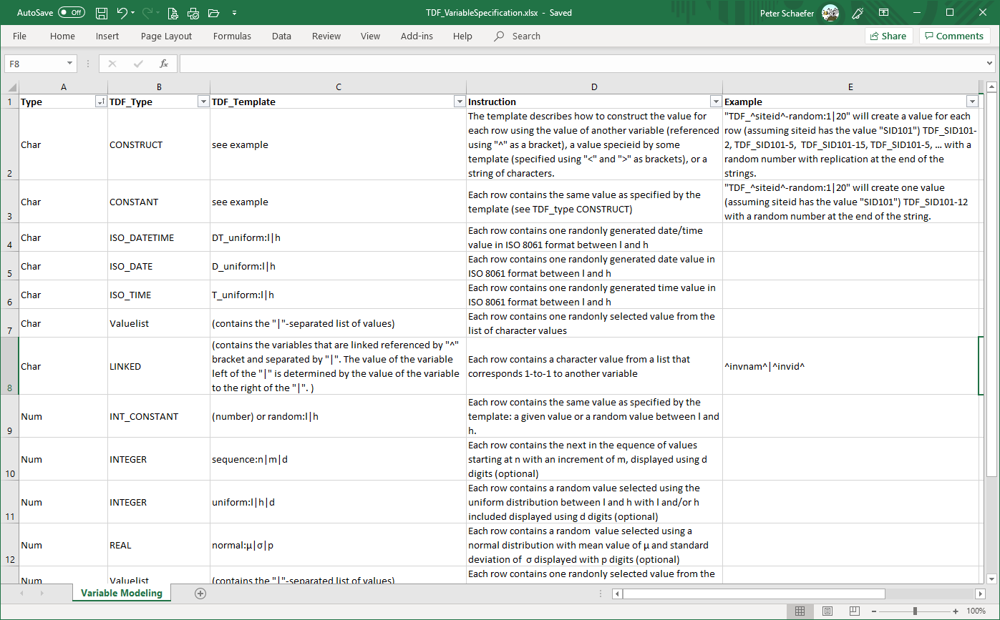 AutoSave Off TDF_VariableSpecification.xlsx - Saved Peter Schaefer
File Home Insert Page Layout Formulas Data Review View Add-ins Help Search Share Comments
F8 fx
A B C D E
1 Type TDF_Type TDF_Template Instruction Example
2 Char CONSTRUCT see example
The template describes how to construct the value for
each row using the value of another variable (referenced
using "^" as a bracket), a value specieid by some
template (specified using "<" and ">" as brackets), or a
string of characters.
"TDF_^siteid^-random:1|20" will create a value for each
row (assuming siteid has the value "SID101") TDF_SID101-
2, TDF_SID101-5,  TDF_SID101-15, TDF_SID101-5, ... with a
random number with replication at the end of the
strings.
3 Char CONSTANT see example
Each row contains the same value as specified by the
template (see TDF_type CONSTRUCT)
"TDF_^siteid^-random:1|20" will create one value
(assuming siteid has the value "SID101") TDF_SID101-12
with a random number at the end of the string.
4 Char ISO_DATETIME DT_uniform:l|h
Each row contains one randonly generated date/time
value in ISO 8061 format between l and h
5 Char ISO_DATE D_uniform:l|h
Each row contains one randonly generated date value in
ISO 8061 format between l and h
6 Char ISO_TIME T_uniform:l|h
Each row contains one randonly generated time value in
ISO 8061 format between l and h
7 Char Valuelist (contains the "|"-separated list of values)
Each row contains one randonly selected value from the
list of character values
8 Char LINKED
(contains the variables that are linked referenced by "^"
bracket and separated by "|". The value of the variable
left of the "|" is determined by the value of the variable
to the right of the "|". )
Each row contains a character value from a list that
corresponds 1-to-1 to another variable
^invnam^|^invid^
9 Num INT_CONSTANT (number) or random:l|h
Each row contains the same value as specified by the
template: a given value or a random value between l and
h.
10 Num INTEGER sequence:n|m|d
Each row contains the next in the equence of values
starting at n with an increment of m, displayed using d
digits (optional)
11 Num INTEGER uniform:l|h|d
Each row contains a random value selected using the
uniform distribution between l and h with l and/or h
included displayed using d digits (optional)
12 Num REAL normal:μ|σ|p
Each row contains a random  value selected using a
normal distribution with mean value of μ and standard
deviation of  σ displayed with p digits (optional)
Num Valuelist (contains the "|"-separated list of values)
Each row contains one randonly selected value from the
Variable Modeling
100%